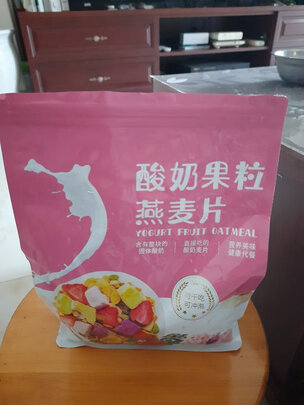 酸奶果粒
燕麦片
YOGURT FRUIT OATMEAL
含有整块的 直接吃的 营养美味
固体酸奶 酸奶麦片 健康代餐
可干吃
可冲泡